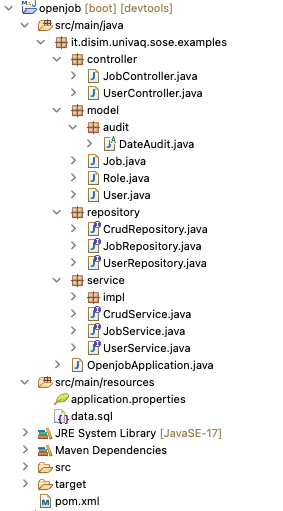 openjob [boot] [devtools]
src/main/java
it.disim.univaq.sose.examples
controller
JobController.java
UserController.java
model
audit
DateAudit.java
Job.java
Role.java
User.java
repository
CrudRepository.java
JobRepository.java
UserRepository.java
service
impl
CrudService.java
JobService.java
UserService.java
OpenjobApplication.java
src/main/resources
application.properties
data.sql
JRE System Library [JavaSE-17]
Maven Dependencies
src
target
pom.xml